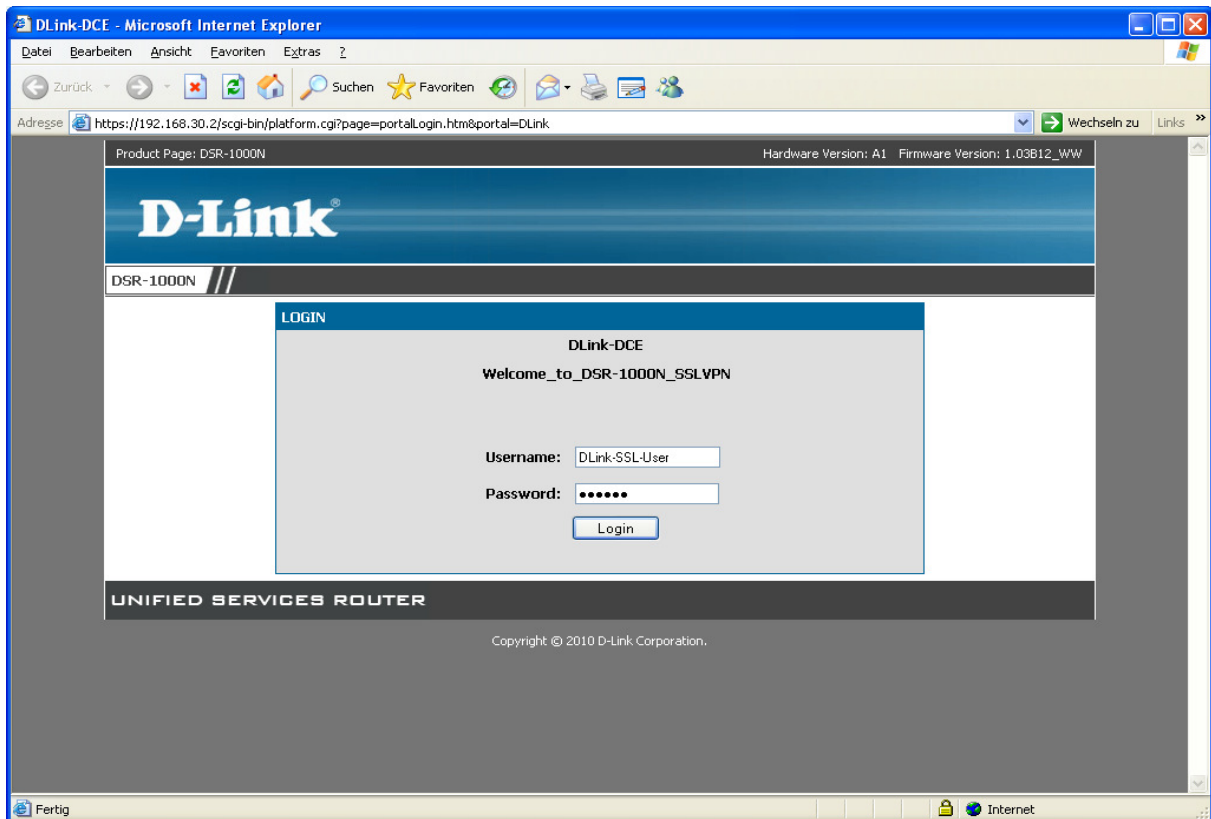 DLink-DCE - Microsoft Internet Explorer
Datei Bearbeiten Ansicht Favoriten Extras ?
Zurück Suchen Favoriten
Adresse https://192.168.30.2/scgi-bin/platform.cgi?page=portalLogin.htm&portal=DLink Wechseln zu Links »
Product Page: DSR-1000N Hardware Version: A1 Firmware Version: 1.03B12_WW
D-Link®
DSR-1000N
LOGIN
DLink-DCE
Welcome_to_DSR-1000N_SSLVPN
Username: DLink-SSL-User
Password: ••••••
Login
UNIFIED SERVICES ROUTER
Copyright © 2010 D-Link Corporation.
Fertig Internet